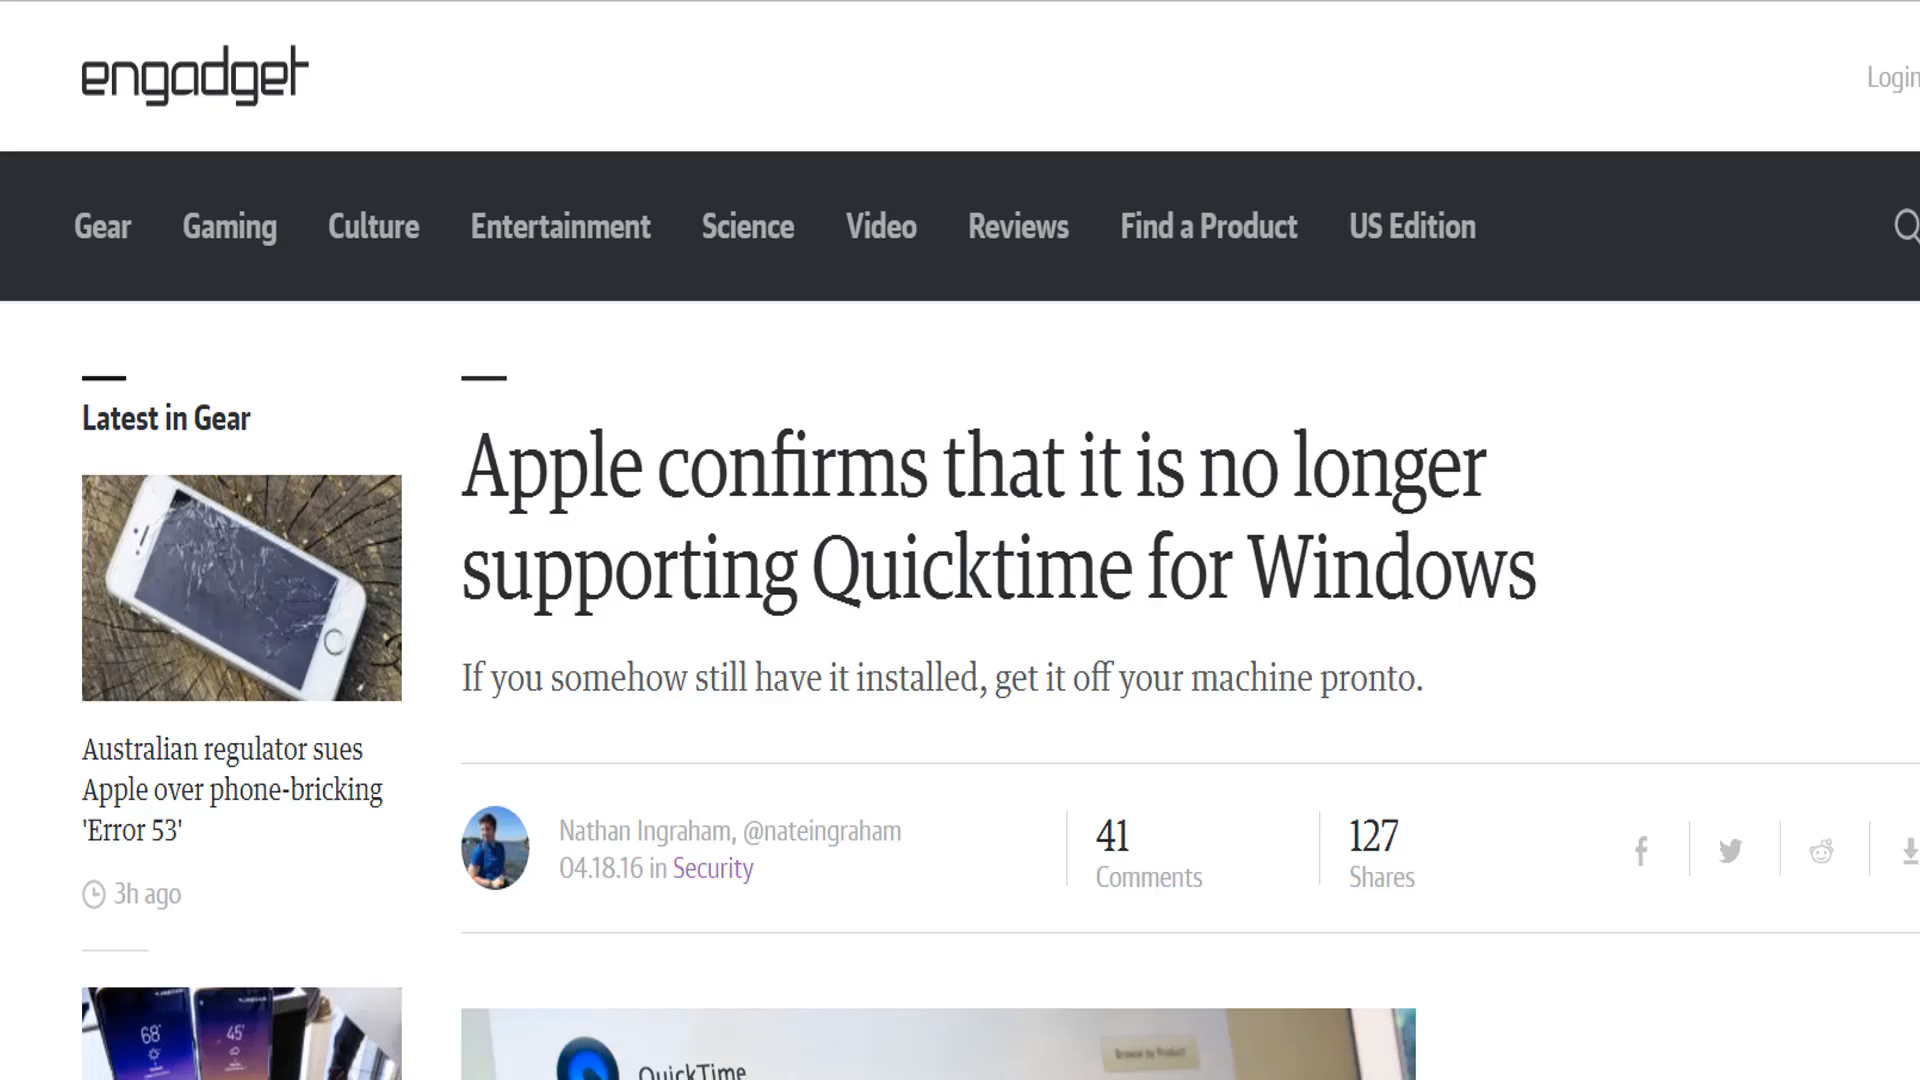 engadget
Login
Gear Gaming Culture Entertainment Science Video Reviews Find a Product US Edition
Latest in Gear
Apple confirms that it is no longer
supporting Quicktime for Windows
If you somehow still have it installed, get it off your machine pronto.
Australian regulator sues
Apple over phone-bricking
'Error 53'
3h ago
Nathan Ingraham, @nateingraham
04.18.16 in Security
41
Comments
127
Shares
68°
45°
QuickTime
Browse by Product